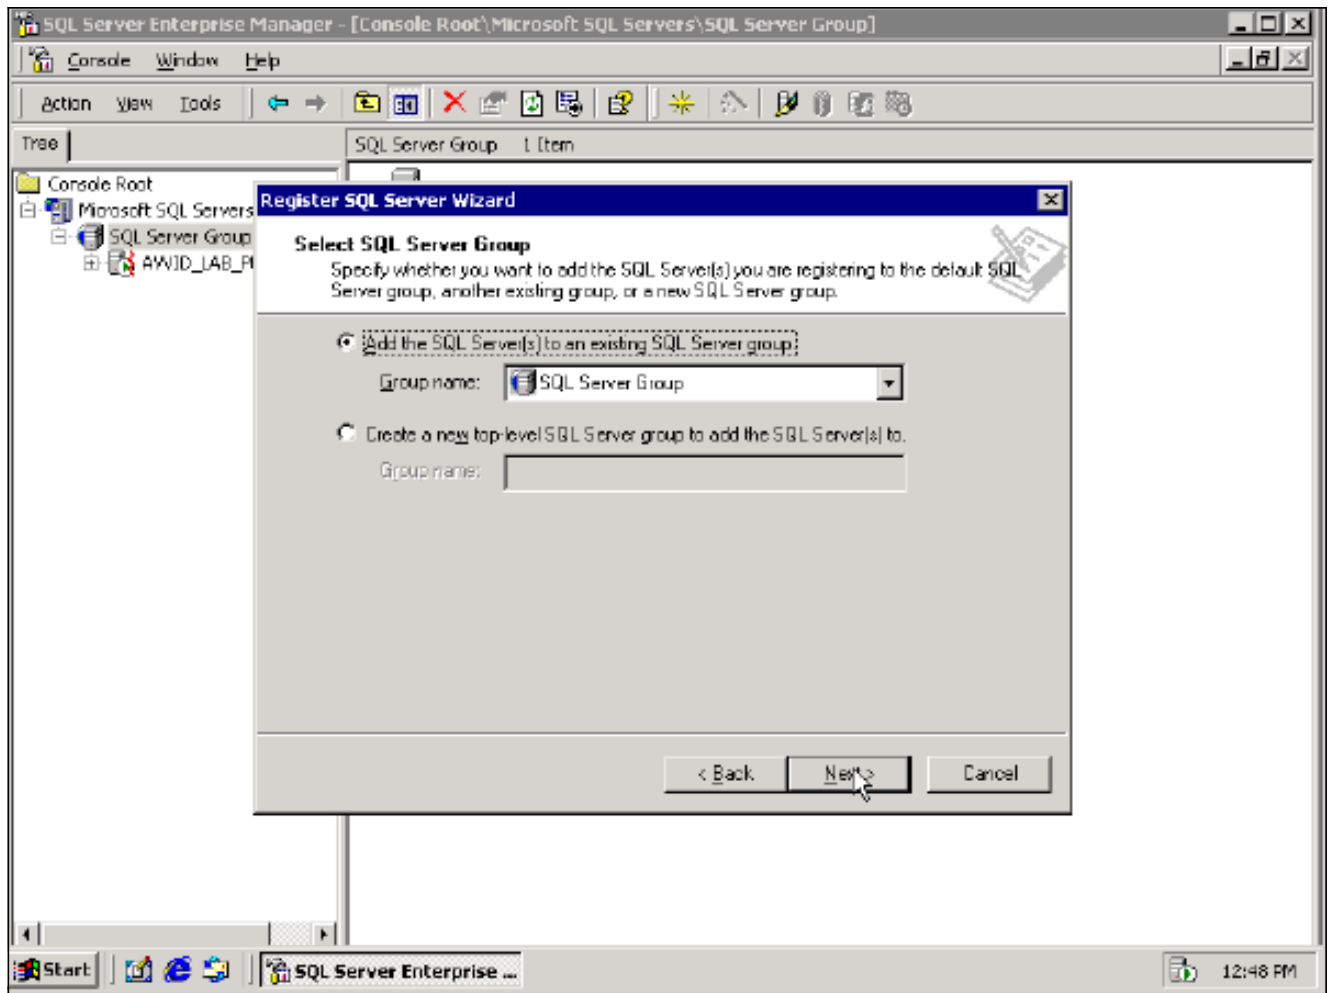 SQL Server Enterprise Manager - [Console Root\Microsoft SQL Servers\SQL Server Group]
Console Window Help
Action View Tools
Tree
SQL Server Group 1 Item
Console Root
Microsoft SQL Servers
SQL Server Group
Register SQL Server Wizard
Select SQL Server Group
Specify whether you want to add the SQL Server(s) you are registering to the default SQL
Server group, another existing group, or a new SQL Server group.
Add the SQL Server(s) to an existing SQL Server group
Group name: SQL Server Group
Create a new top-level SQL Server group to add the SQL Server(s) to.
Group name:
< Back Next > Cancel
Start SQL Server Enterprise ... 12:48 PM